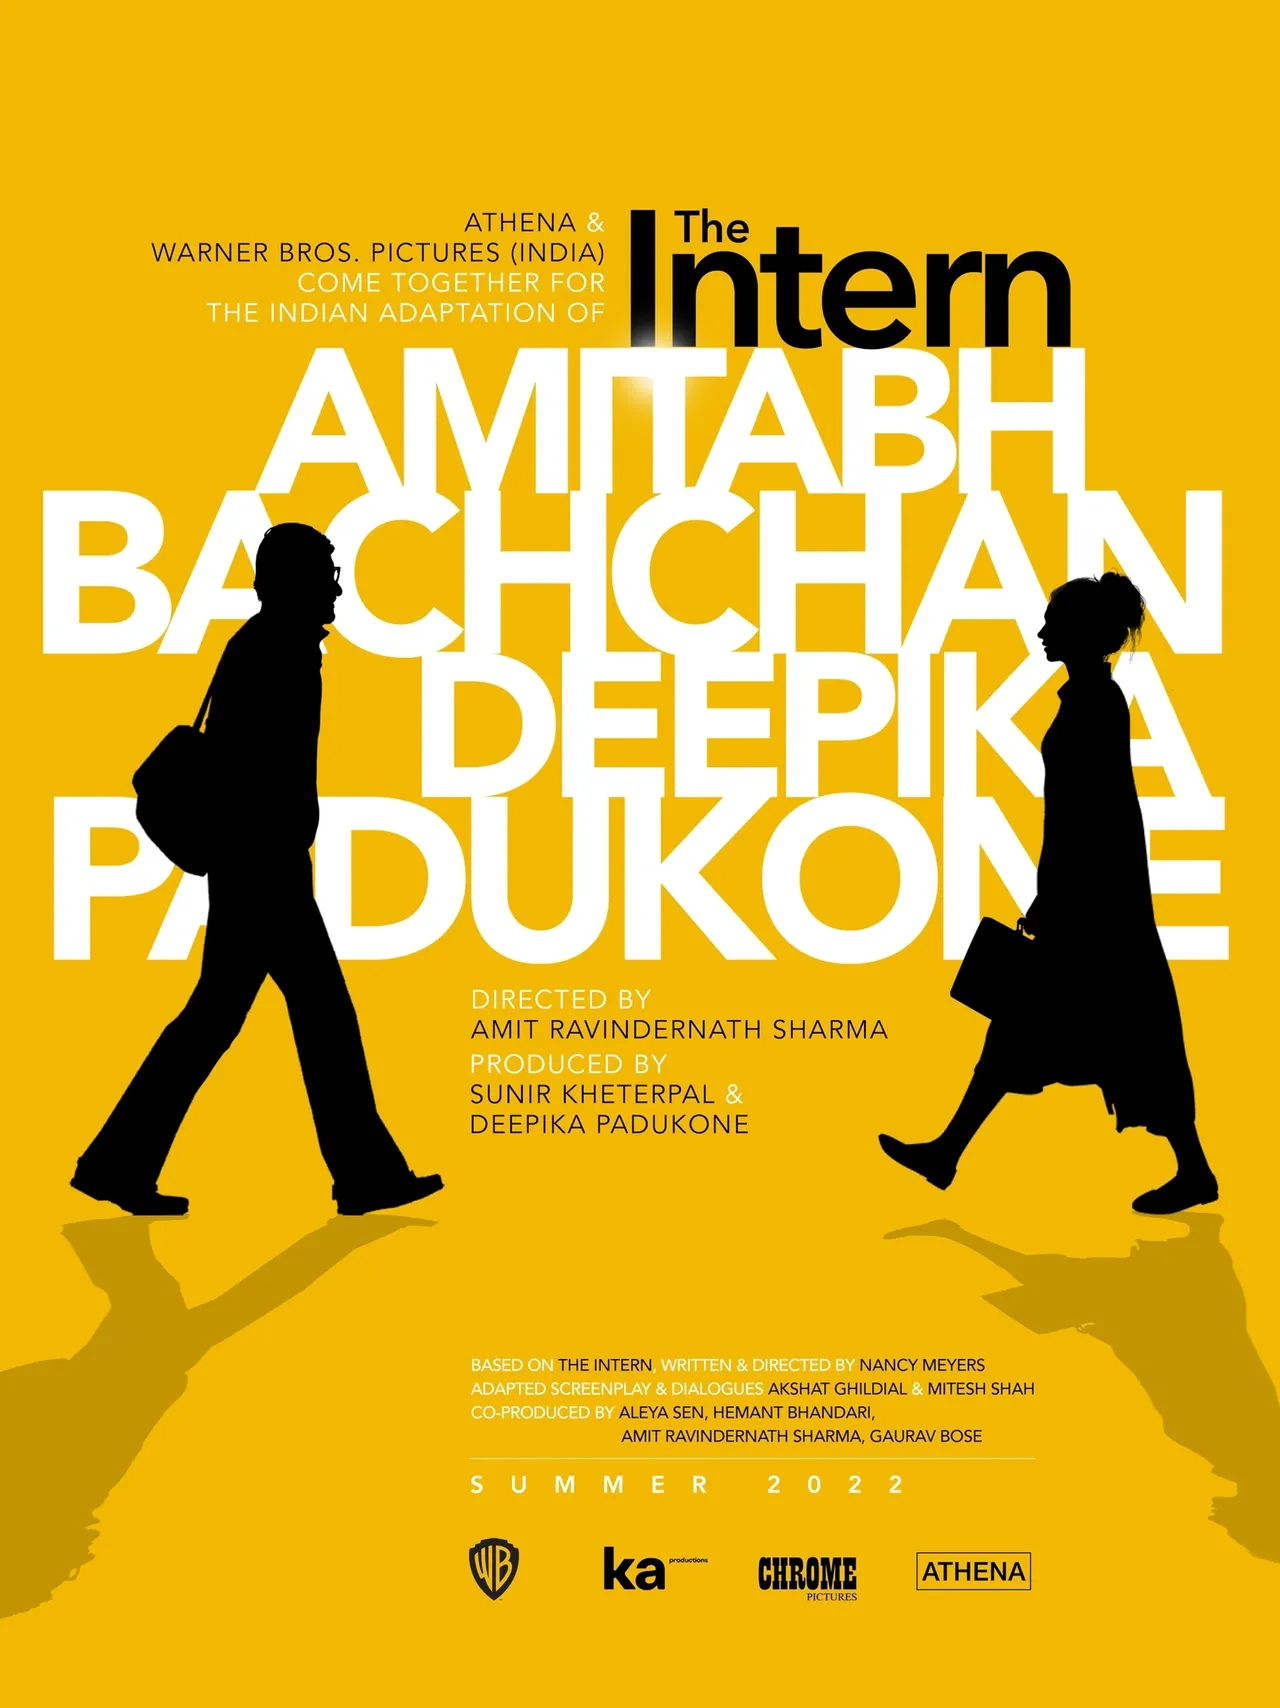 ATHENA &
WARNER BROS. PICTURES (INDIA)
COME TOGETHER FOR
THE INDIAN ADAPTATION OF
The
Intern
AMITABH
BACHCHAN
DEEPIKA
PADUKONE
DIRECTED BY
AMIT RAVINDERNATH SHARMA
PRODUCED BY
SUNIR KHETERPAL &
DEEPIKA PADUKONE
BASED ON THE INTERN, WRITTEN & DIRECTED BY NANCY MEYERS
ADAPTED SCREENPLAY & DIALOGUES AKSHAT GHILDIAL & MITESH SHAH
CO-PRODUCED BY ALEYA SEN, HEMANT BHANDARI,
AMIT RAVINDERNATH SHARMA, GAURAV BOSE
SUMMER 2022
WB
ka productions
CHROME
PICTURES
ATHENA